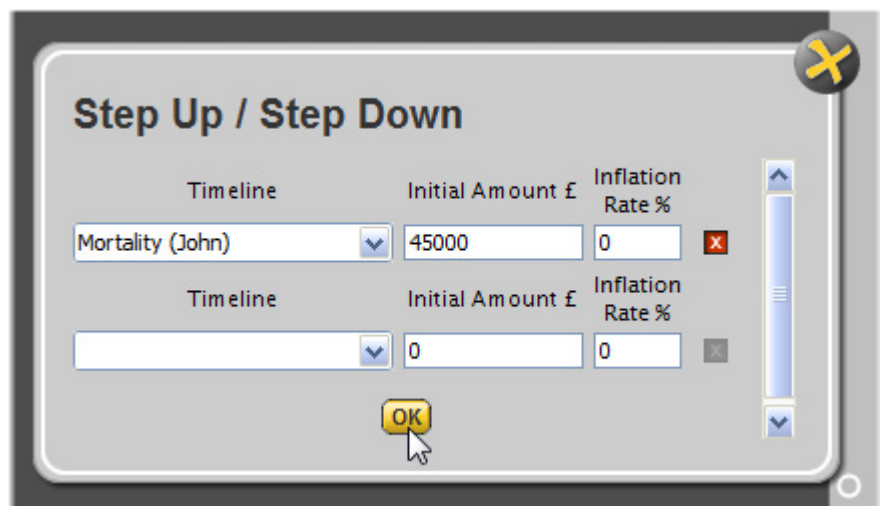 Step Up / Step Down
Timeline Initial Amount £ Inflation Rate %
Mortality (John) 45000 0 X
Timeline Initial Amount £ Inflation Rate %
0 0 X
OK